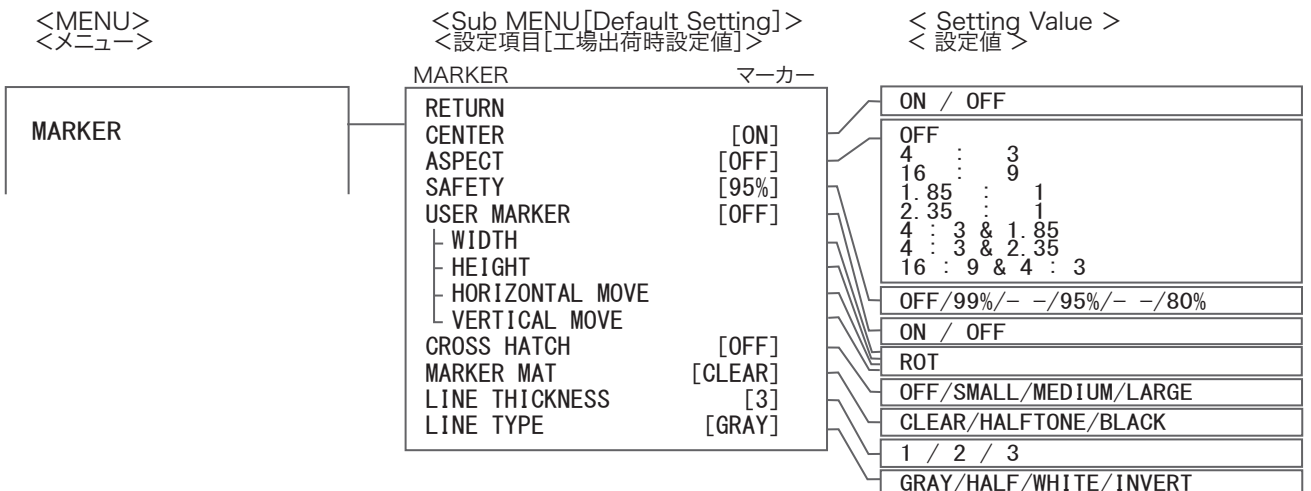 <MENU>
<メニュー>
<Sub MENU[Default Setting]>
<設定項目[工場出荷時設定値]>
< Setting Value >
< 設定値 >
MARKER
MARKER マーカー
RETURN
CENTER [ON]
ASPECT [OFF]
SAFETY [95%]
USER MARKER [OFF]
WIDTH
HEIGHT
HORIZONTAL MOVE
VERTICAL MOVE
CROSS HATCH [OFF]
MARKER MAT [CLEAR]
LINE THICKNESS [3]
LINE TYPE [GRAY]
ON / OFF
OFF
4 : 3
16 : 9
1.85 : 1
2.35 : 1
4 : 3 & 1.85
4 : 3 & 2.35
16 : 9 & 4 : 3
OFF/99%/- -/95%/- -/80%
ON / OFF
ROT
OFF/SMALL/MEDIUM/LARGE
CLEAR/HALFTONE/BLACK
1 / 2 / 3
GRAY/HALF/WHITE/INVERT